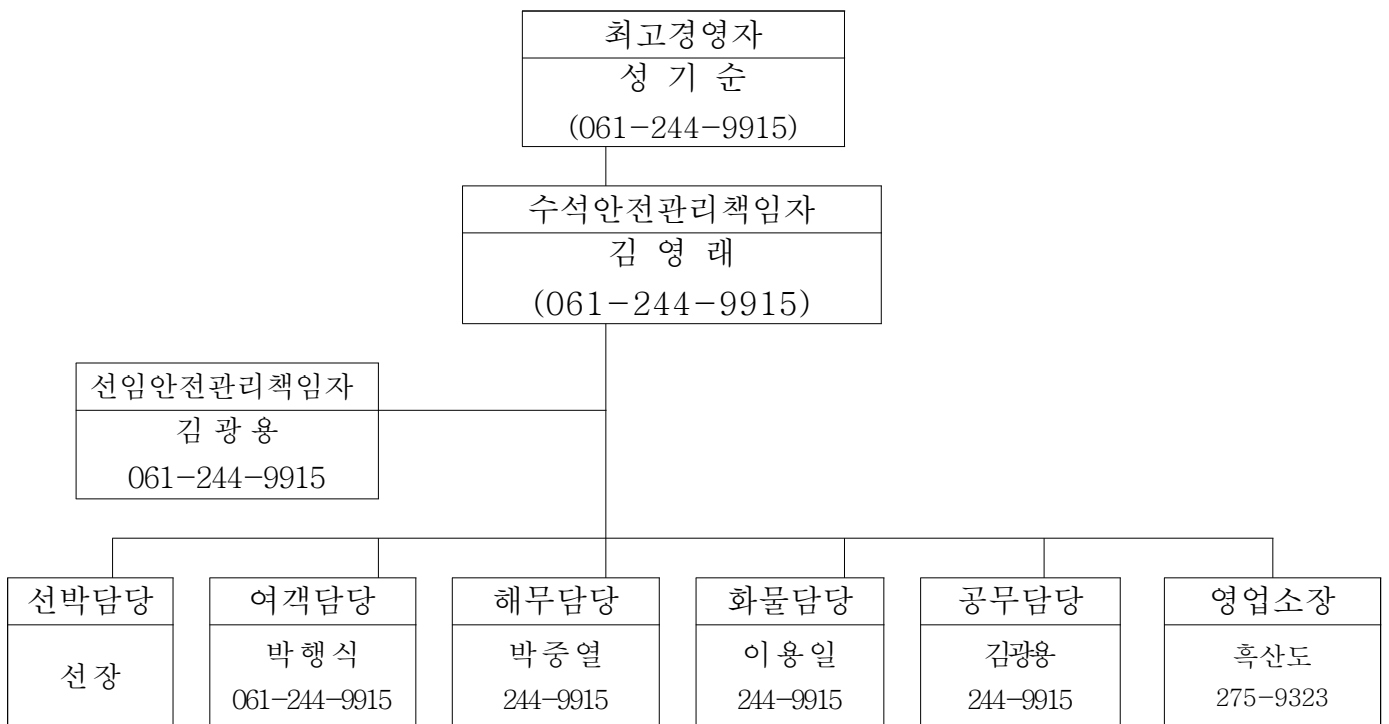 최고경영자
성 기 순
(061-244-9915)
수석안전관리책임자
김 영 래
(061-244-9915)
선임안전관리책임자
김 광 용
061-244-9915
선박담당
선 장
여객담당
박 행 식
061-244-9915
해무담당
박 중 열
244-9915
화물담당
이 용 일
244-9915
공무담당
김광용
244-9915
영업소장
흑산도
275-9323